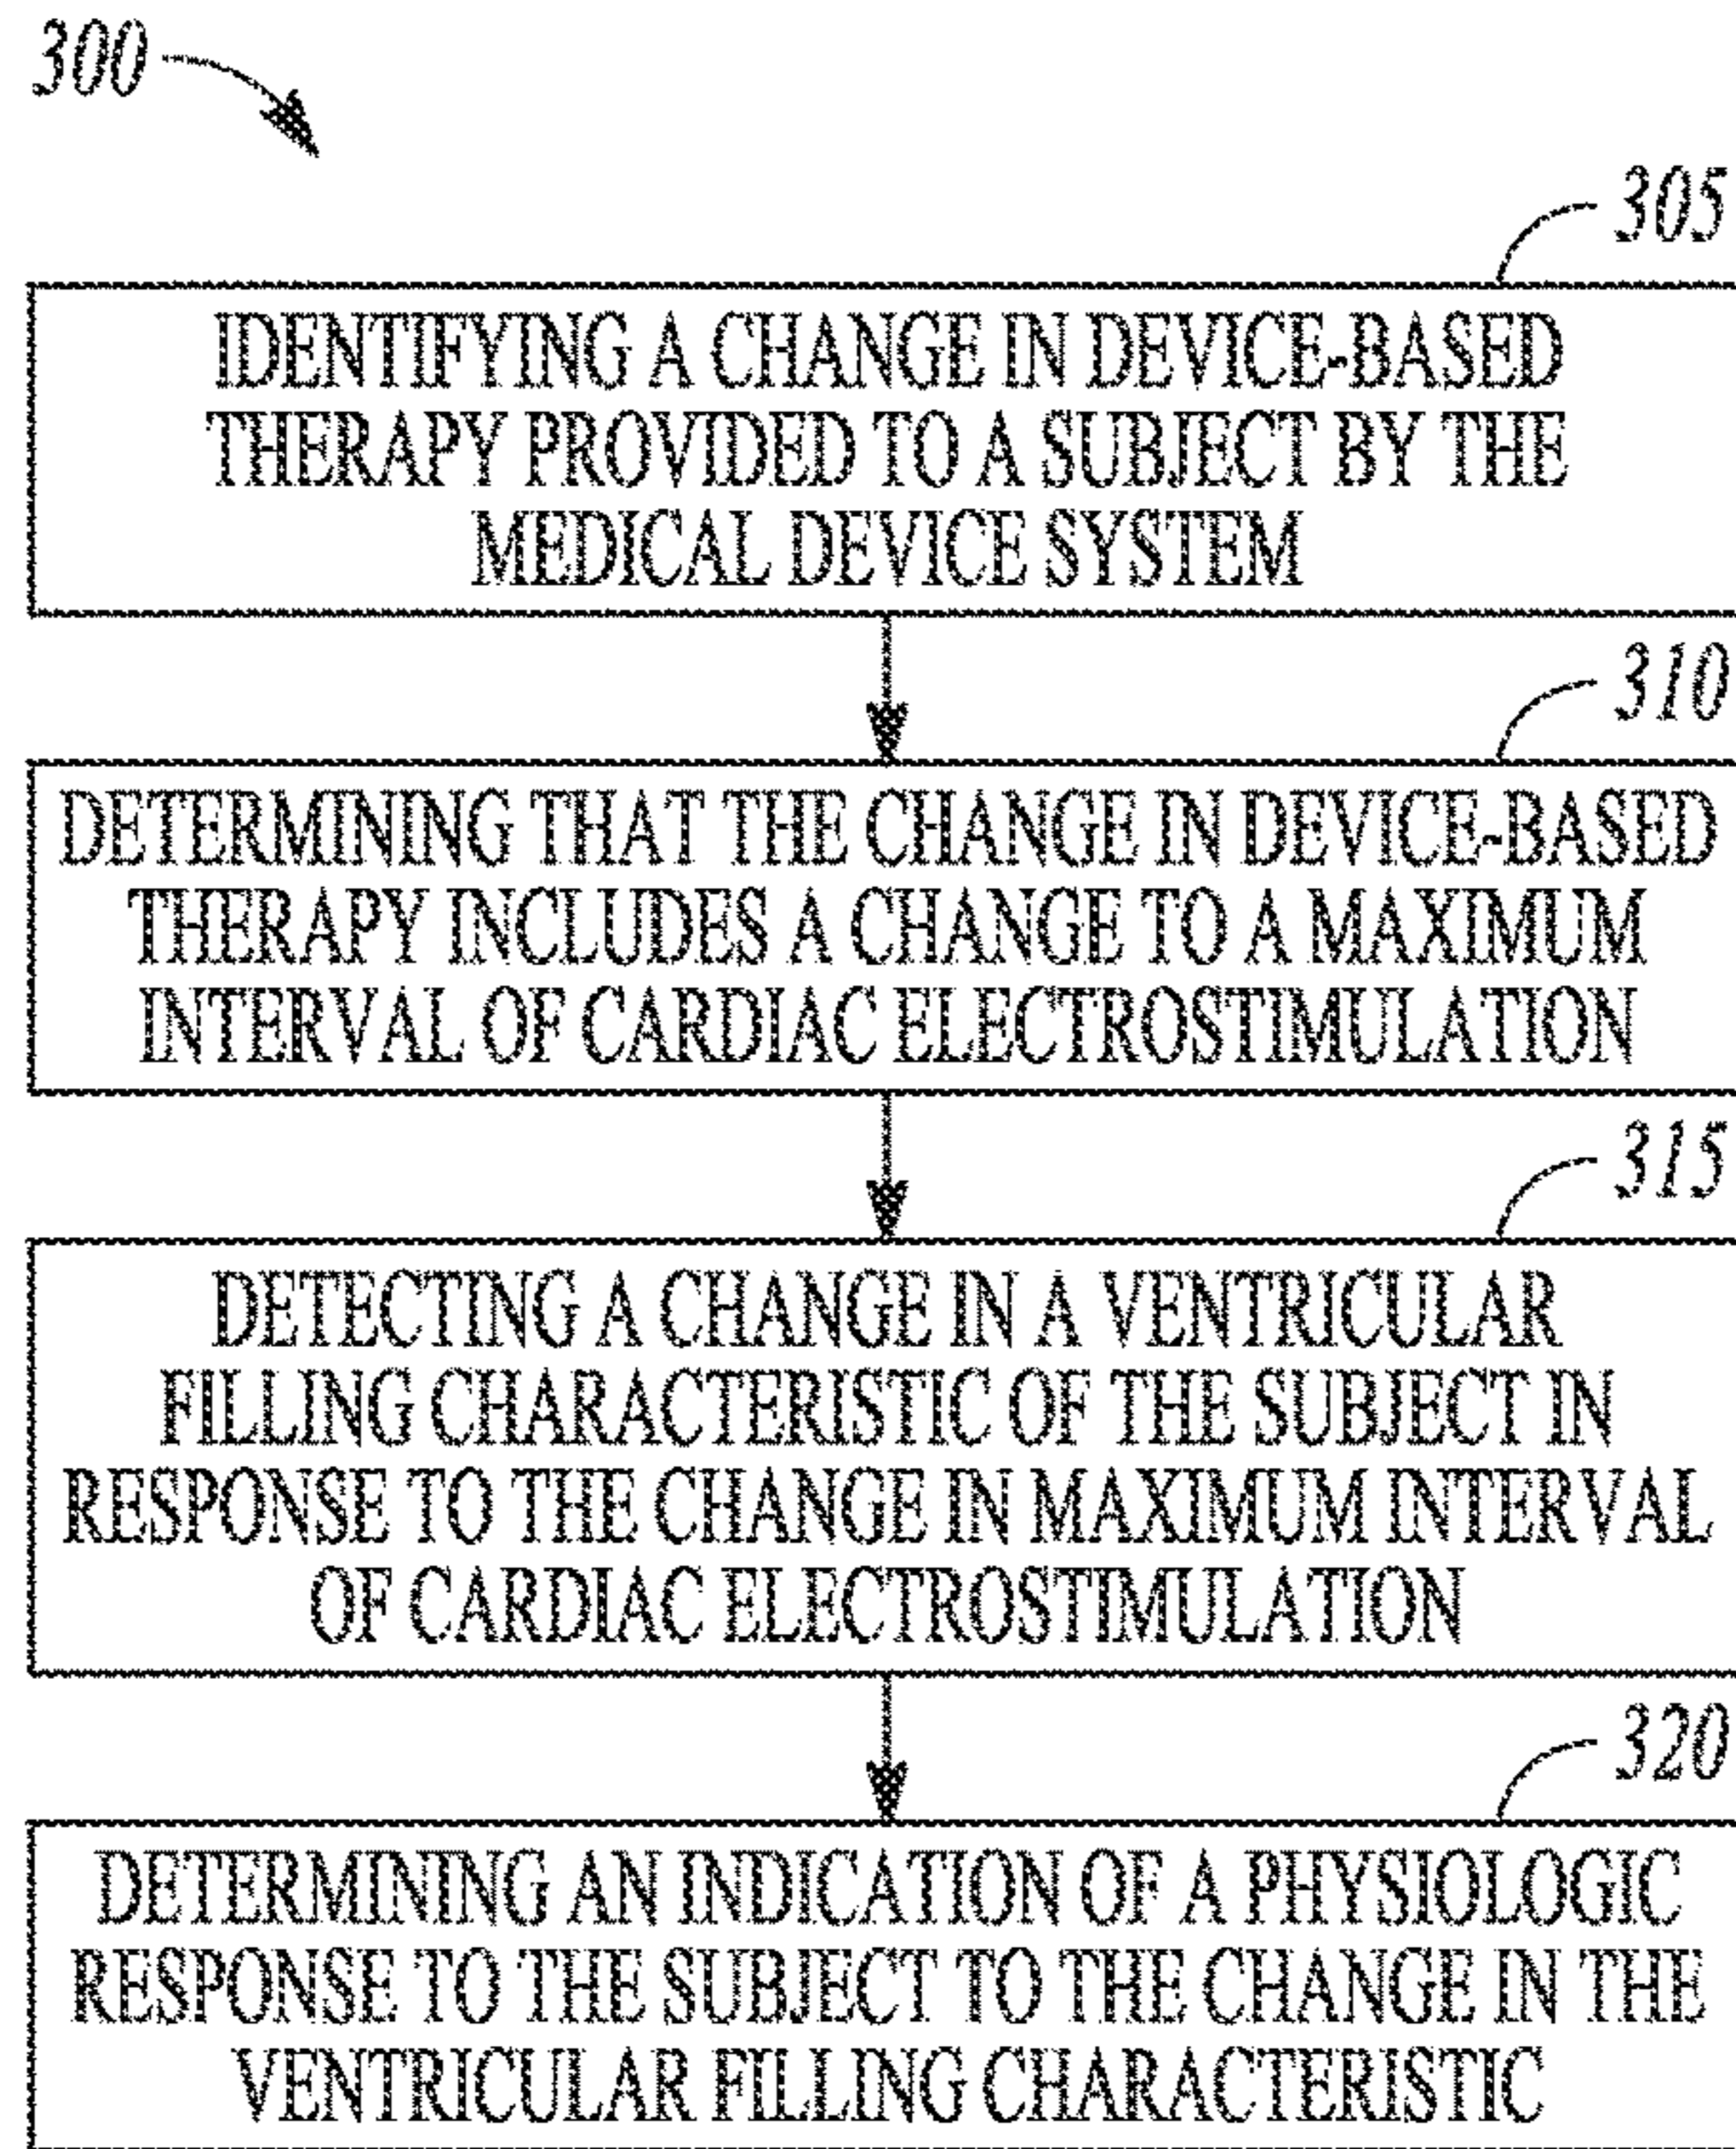 300
305
IDENTIFYING A CHANGE IN DEVICE-BASED
THERAPY PROVIDED TO A SUBJECT BY THE
MEDICAL DEVICE SYSTEM
310
DETERMINING THAT THE CHANGE IN DEVICE-BASED
THERAPY INCLUDES A CHANGE TO A MAXIMUM
INTERVAL OF CARDIAC ELECTROSTIMULATION
315
DETECTING A CHANGE IN A VENTRICULAR
FILLING CHARACTERISTIC OF THE SUBJECT IN
RESPONSE TO THE CHANGE IN MAXIMUM INTERVAL
OF CARDIAC ELECTROSTIMULATION
320
DETERMINING AN INDICATION OF A PHYSIOLOGIC
RESPONSE TO THE SUBJECT TO THE CHANGE IN THE
VENTRICULAR FILLING CHARACTERISTIC